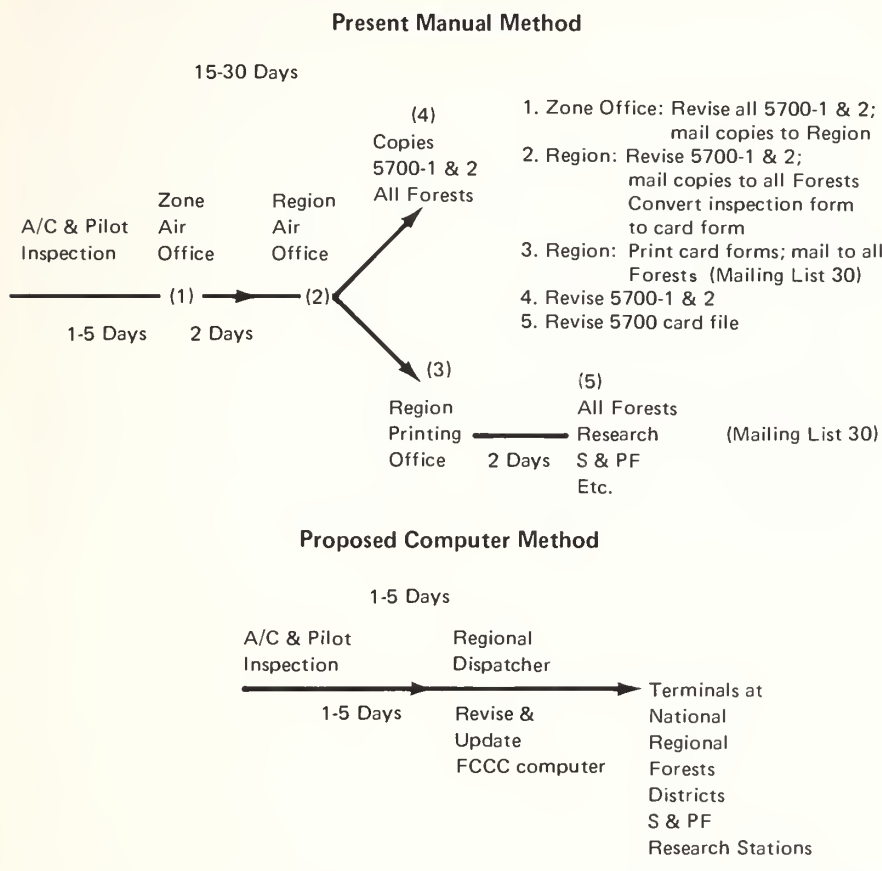 Present Manual Method
15-30 Days
(4)
Copies
5700-1 & 2
All Forests
1. Zone Office: Revise all 5700-1 & 2;
mail copies to Region
2. Region: Revise 5700-1 & 2;
mail copies to all Forests
Convert inspection form
to card form
3. Region: Print card forms; mail to all
Forests (Mailing List 30)
4. Revise 5700-1 & 2
5. Revise 5700 card file
A/C & Pilot
Inspection
Zone
Air
Office
Region
Air
Office
(1)
(2)
1-5 Days
2 Days
(3)
Region
Printing
Office
2 Days
(5)
All Forests
Research
S & PF
Etc.
(Mailing List 30)
Proposed Computer Method
1-5 Days
A/C & Pilot
Inspection
Regional
Dispatcher
1-5 Days
Revise &
Update
FCCC computer
Terminals at
National
Regional
Forests
Districts
S & PF
Research Stations